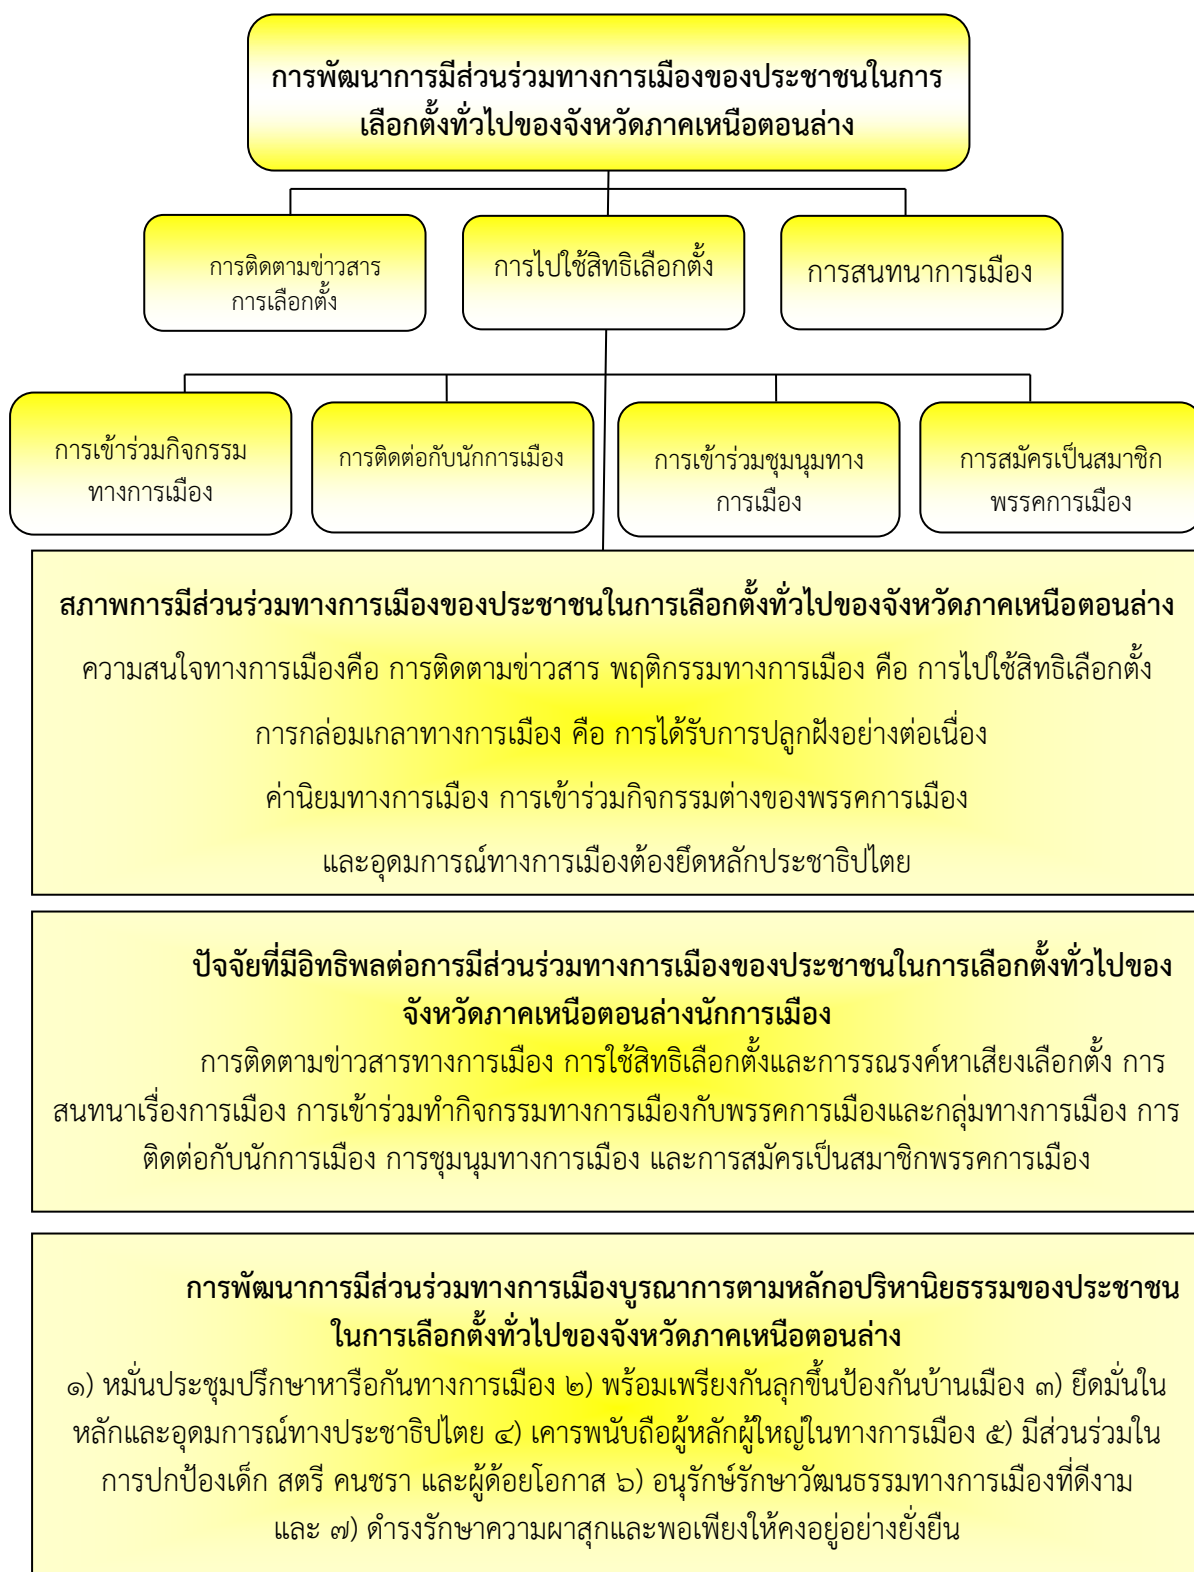 การพัฒนาการมีส่วนร่วมทางการเมืองของประชาชนในการ
เลือกตั้งทั่วไปของจังหวัดภาคเหนือตอนล่าง
การติดตามข่าวสาร
การเลือกตั้ง
การไปใช้สิทธิเลือกตั้ง
การสนทนาการเมือง
การเข้าร่วมกิจกรรม
ทางการเมือง
การติดต่อกับนักการเมือง
การเข้าร่วมชุมนุมทาง
การเมือง
การสมัครเป็นสมาชิก
พรรคการเมือง
สภาพการมีส่วนร่วมทางการเมืองของประชาชนในการเลือกตั้งทั่วไปของจังหวัดภาคเหนือตอนล่าง
ความสนใจทางการเมืองคือ การติดตามข่าวสาร พฤติกรรมทางการเมือง คือ การไปใช้สิทธิเลือกตั้ง
การกล่อมเกลาทางการเมือง คือ การได้รับการปลูกฝังอย่างต่อเนื่อง
ค่านิยมทางการเมือง การเข้าร่วมกิจกรรมต่างของพรรคการเมือง
และอุดมการณ์ทางการเมืองต้องยึดหลักประชาธิปไตย
ปัจจัยที่มีอิทธิพลต่อการมีส่วนร่วมทางการเมืองของประชาชนในการเลือกตั้งทั่วไปของ
จังหวัดภาคเหนือตอนล่างนักการเมือง
การติดตามข่าวสารทางการเมือง การใช้สิทธิเลือกตั้งและการรณรงค์หาเสียงเลือกตั้ง การ
สนทนาเรื่องการเมือง การเข้าร่วมทำกิจกรรมทางการเมืองกับพรรคการเมืองและกลุ่มทางการเมือง การ
ติดต่อกับนักการเมือง การชุมนุมทางการเมือง และการสมัครเป็นสมาชิกพรรคการเมือง
การพัฒนาการมีส่วนร่วมทางการเมืองบูรณาการตามหลักอปริหานิยธรรมของประชาชน
ในการเลือกตั้งทั่วไปของจังหวัดภาคเหนือตอนล่าง
๑) หมั่นประชุมปรึกษาหารือกันทางการเมือง ๒) พร้อมเพรียงกันลุกขึ้นป้องกันบ้านเมือง ๓) ยึดมั่นใน
หลักและอุดมการณ์ทางประชาธิปไตย ๔) เคารพนับถือผู้หลักผู้ใหญ่ในทางการเมือง ๕) มีส่วนร่วมใน
การปกป้องเด็ก สตรี คนชรา และผู้ด้อยโอกาส ๖) อนุรักษ์รักษาวัฒนธรรมทางการเมืองที่ดีงาม
และ ๗) ดำรงรักษาความผาสุกและพอเพียงให้คงอยู่อย่างยั่งยืน